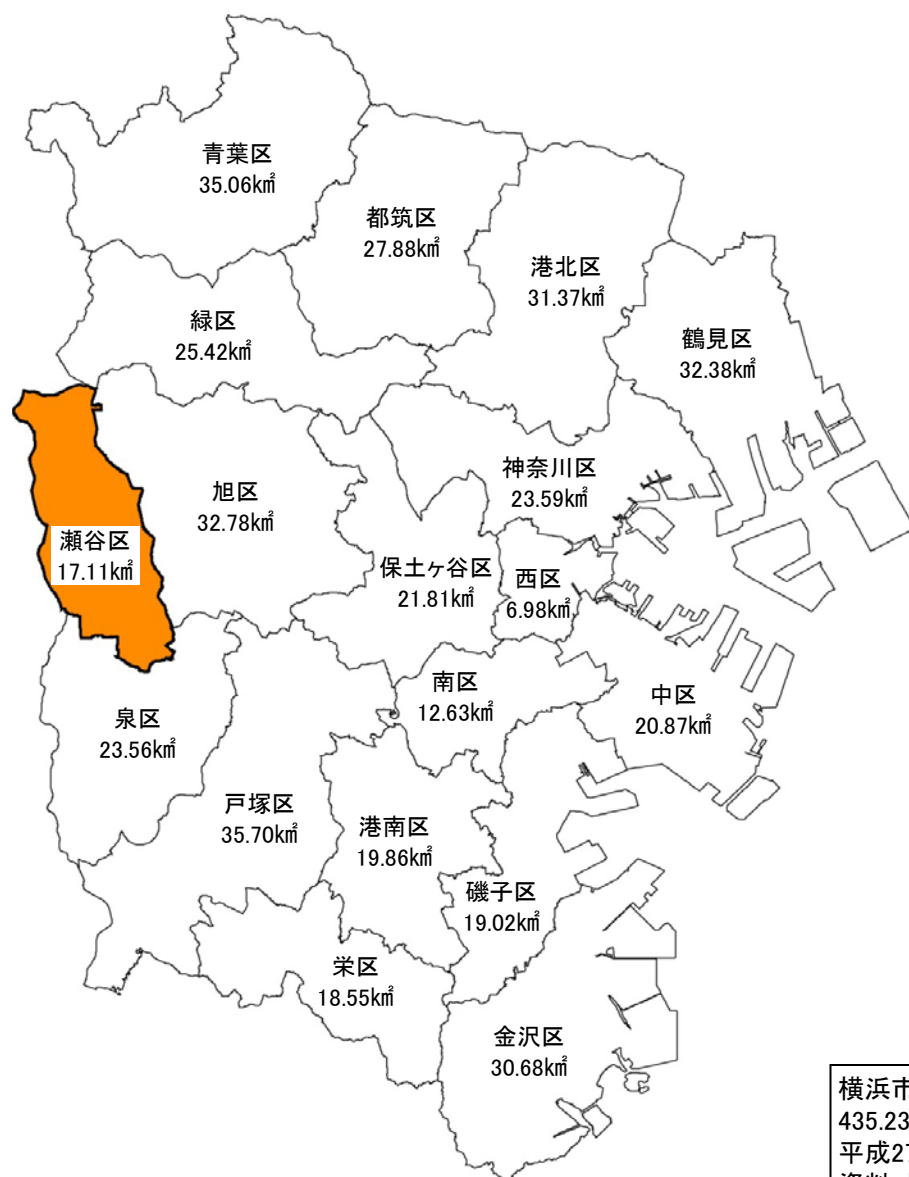 青葉区
35.06k㎡
都筑区
27.88k㎡
港北区
31.37k㎡
鶴見区
32.38k㎡
緑区
25.42k㎡
神奈川区
23.59k㎡
旭区
32.78k㎡
瀬谷区
17.11k㎡
保土ヶ谷区
21.81k㎡
西区
6.98k㎡
南区
12.63k㎡
中区
20.87k㎡
泉区
23.56k㎡
戸塚区
35.70k㎡
港南区
19.86k㎡
磯子区
19.02k㎡
栄区
18.55k㎡
金沢区
30.68k㎡
横浜市
435.23
平成27